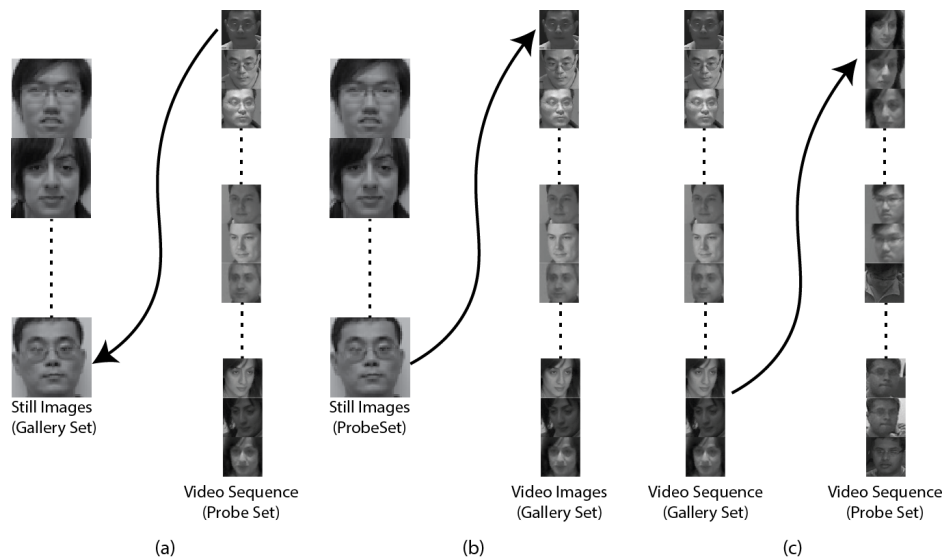 Still Images
(Gallery Set)
Video Sequence
(Probe Set)
(a)
Still Images
(ProbeSet)
Video Images
(Gallery Set)
(b)
Video Sequence
(Gallery Set)
Video Sequence
(Probe Set)
(c)